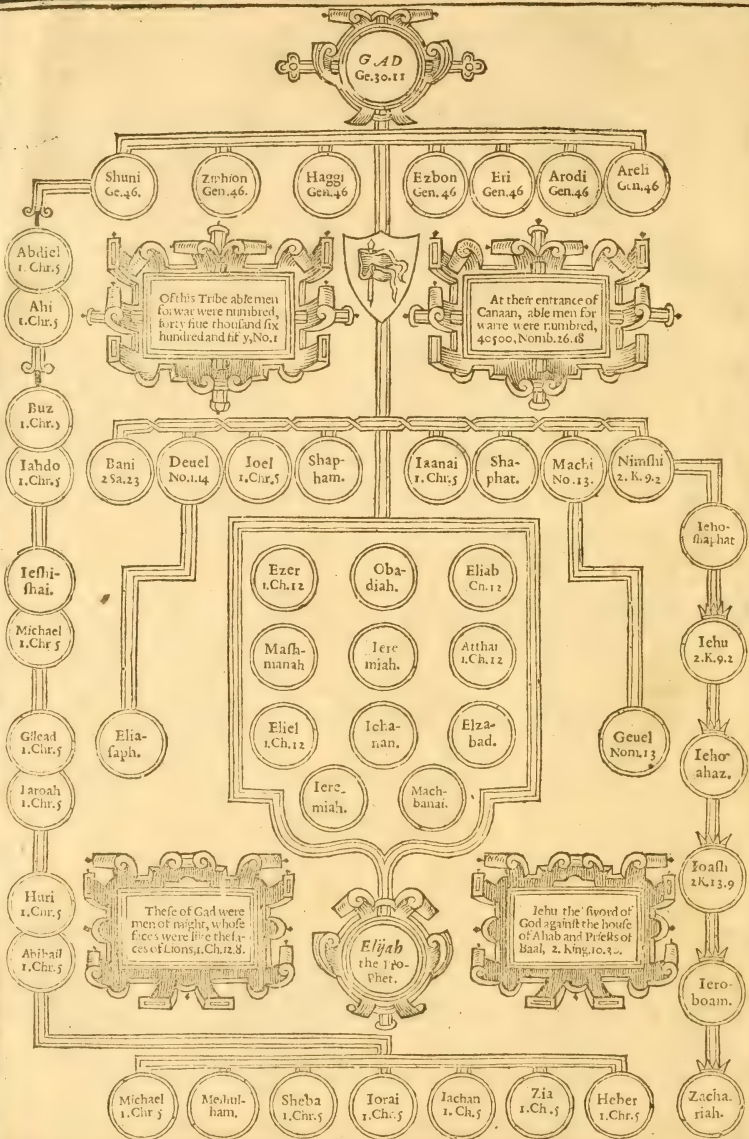 GAD
Ge.30.11
Shuni
Ge.46.
Ziphion
Gen.46.
Haggi
Gen.46
Ezbon
Gen.46
Eri
Gen.46
Arodi
Gen.46
Areli
Gen.46
Abdiel
1.Chr.5
Ahi
1.Chr.5
Of this Tribe able men
for war were numbred,
forty fiue thouſand ſix
hundred and fif y, No.1
At their entrance of
Canaan, able men for
warre were numbred,
40500, Nomb.26.18
Buz
1.Chr.
Iahdo
1.Chr.5
Bani
2Sa.23
Deuel
No.1.14
Ioel
1.Chr.5
Shap-
ham.
Iaanai
1.Chr.5
Sha-
phat.
Machi
No.13.
Nimſhi
2.K.9.2
Ieho-
ſhaphat
Ieſhi-
ſhai.
Michael
1.Chr.5
Ezer
1.Ch.12
Oba-
diah.
Eliab
Maſh-
manah
Iere
miah.
Atthai
1.Ch.12
Iehu
2.K.9.2
Gilead
1.Chr.5
Iaroah
1.Chr.5
Elia-
ſaph.
Eliel
1.Ch.12
Elza-
bad.
Geuel
Nom.13
Ieho-
ahaz.
Iere-
miah.
Mach-
banai.
Huri
1.Chr.5
Abihail
1.Chr.5
Theſe of Gad were
men of might, whoſe
faces were like the fa-
ces of Lions, 1.Ch.12.8.
Elijah
the Pro-
phet.
Iehu the ſword of
God againſt the houſe
of Ahab and Prieſts of
Baal, 2. King.10.
Ioaſh
2K.13.9
Iero-
boam.
Michael
1.Chr 5
Meſhul-
ham.
Sheba
1.Chr.5
Iorai
1.Chr.5
Iachan
1.Ch.5
Zia
1.Ch.5
Heber
1.Chr.5
Zacha-
riah.